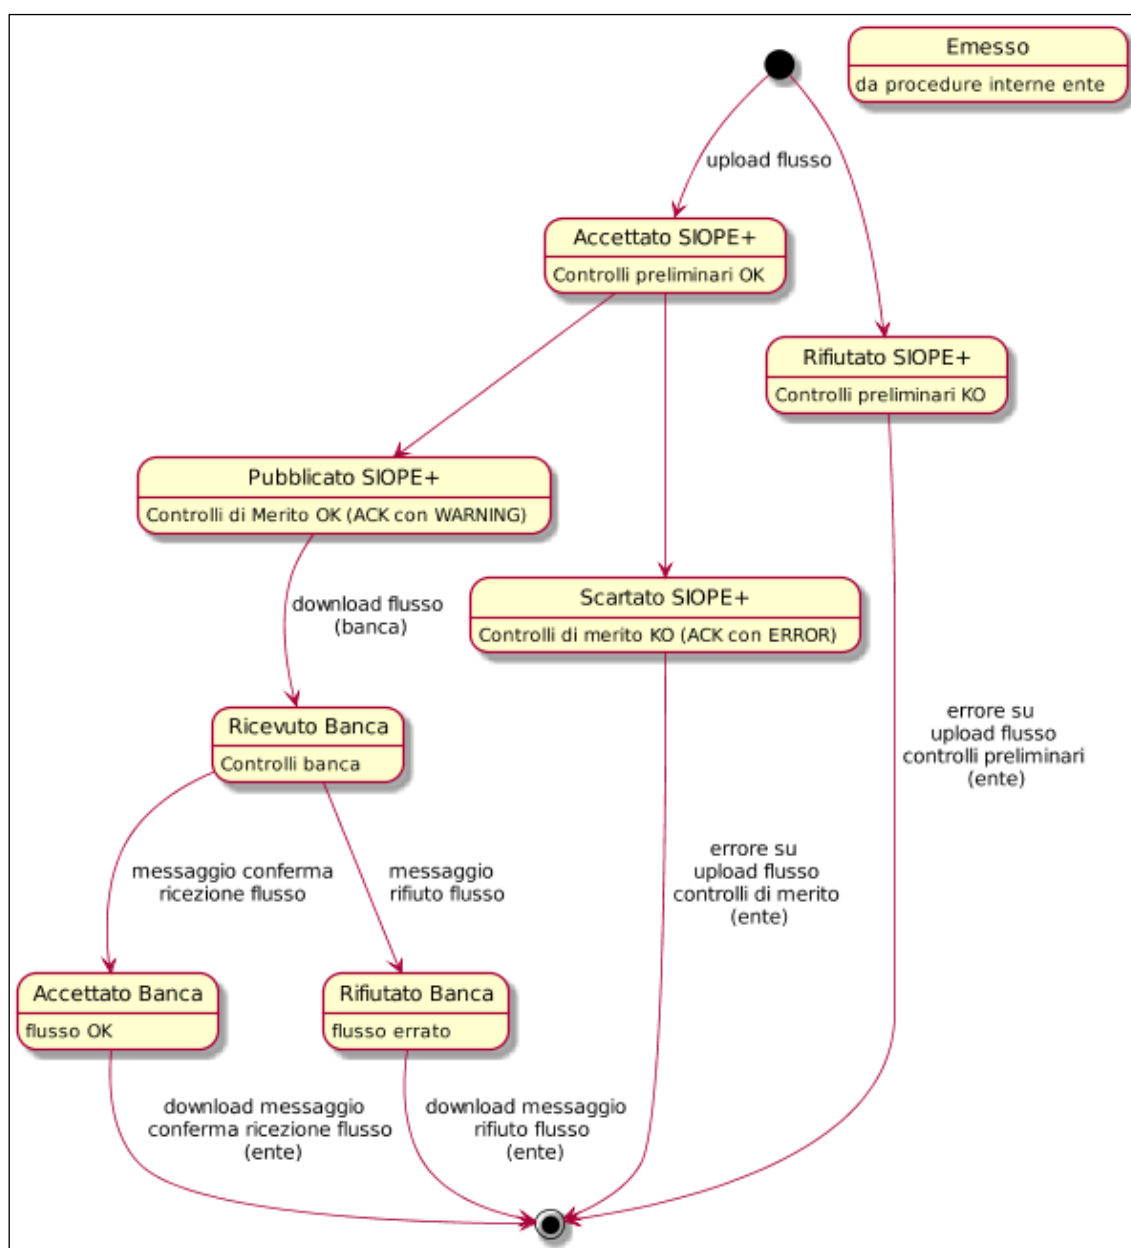 Emesso
da procedure interne ente
upload flusso
Accettato SIOPE+
Controlli preliminari OK
Rifiutato SIOPE+
Controlli preliminari KO
Pubblicato SIOPE+
Controlli di Merito OK (ACK con WARNING)
download flusso
(banca)
Scartato SIOPE+
Controlli di merito KO (ACK con ERROR)
Ricevuto Banca
Controlli banca
errore su
upload flusso
controlli preliminari
(ente)
messaggio conferma
ricezione flusso
messaggio
rifiuto flusso
errore su
upload flusso
controlli di merito
(ente)
Accettato Banca
flusso OK
Rifiutato Banca
flusso errato
download messaggio
conferma ricezione flusso
(ente)
download messaggio
rifiuto flusso
(ente)